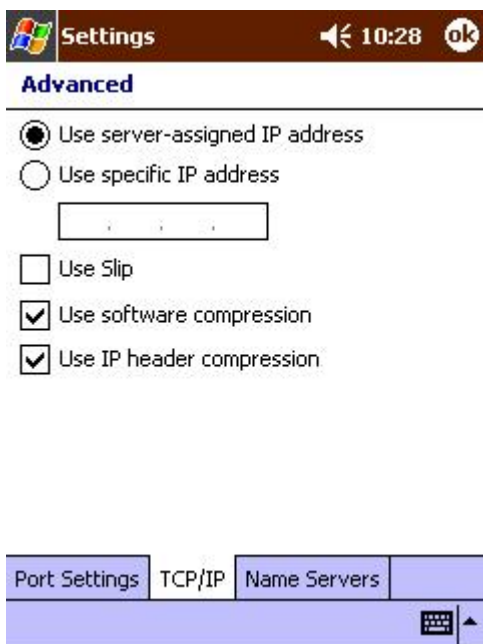 Settings 10:28 ok
Advanced
Use server-assigned IP address
Use specific IP address
. . .
Use Slip
Use software compression
Use IP header compression
Port Settings TCP/IP Name Servers